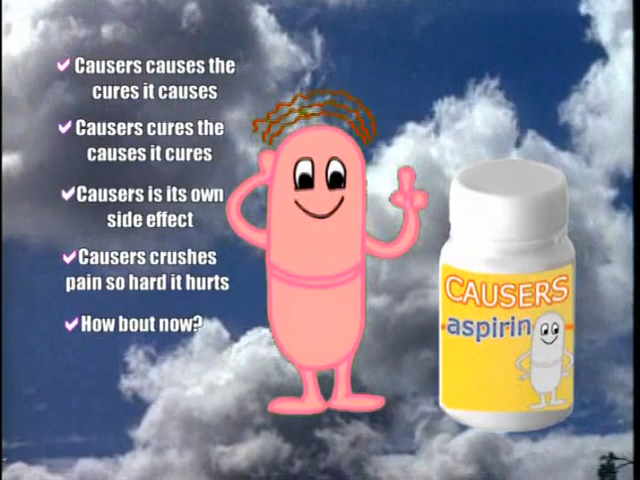 Causers causes the
cures it causes
Causers cures the
causes it cures
Causers is its own
side effect
Causers crushes
pain so hard it hurts
How bout now?
CAUSERS
aspirin